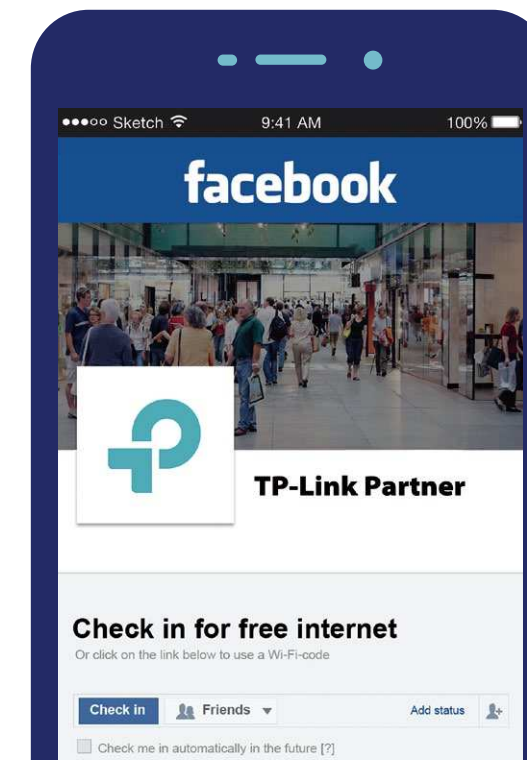 ●●●○○ Sketch 9:41 AM 100%
facebook
TP-Link Partner
Check in for free internet
Or click on the link below to use a Wi-Fi-code
Check in Friends Add status
Check me in automatically in the future [?]